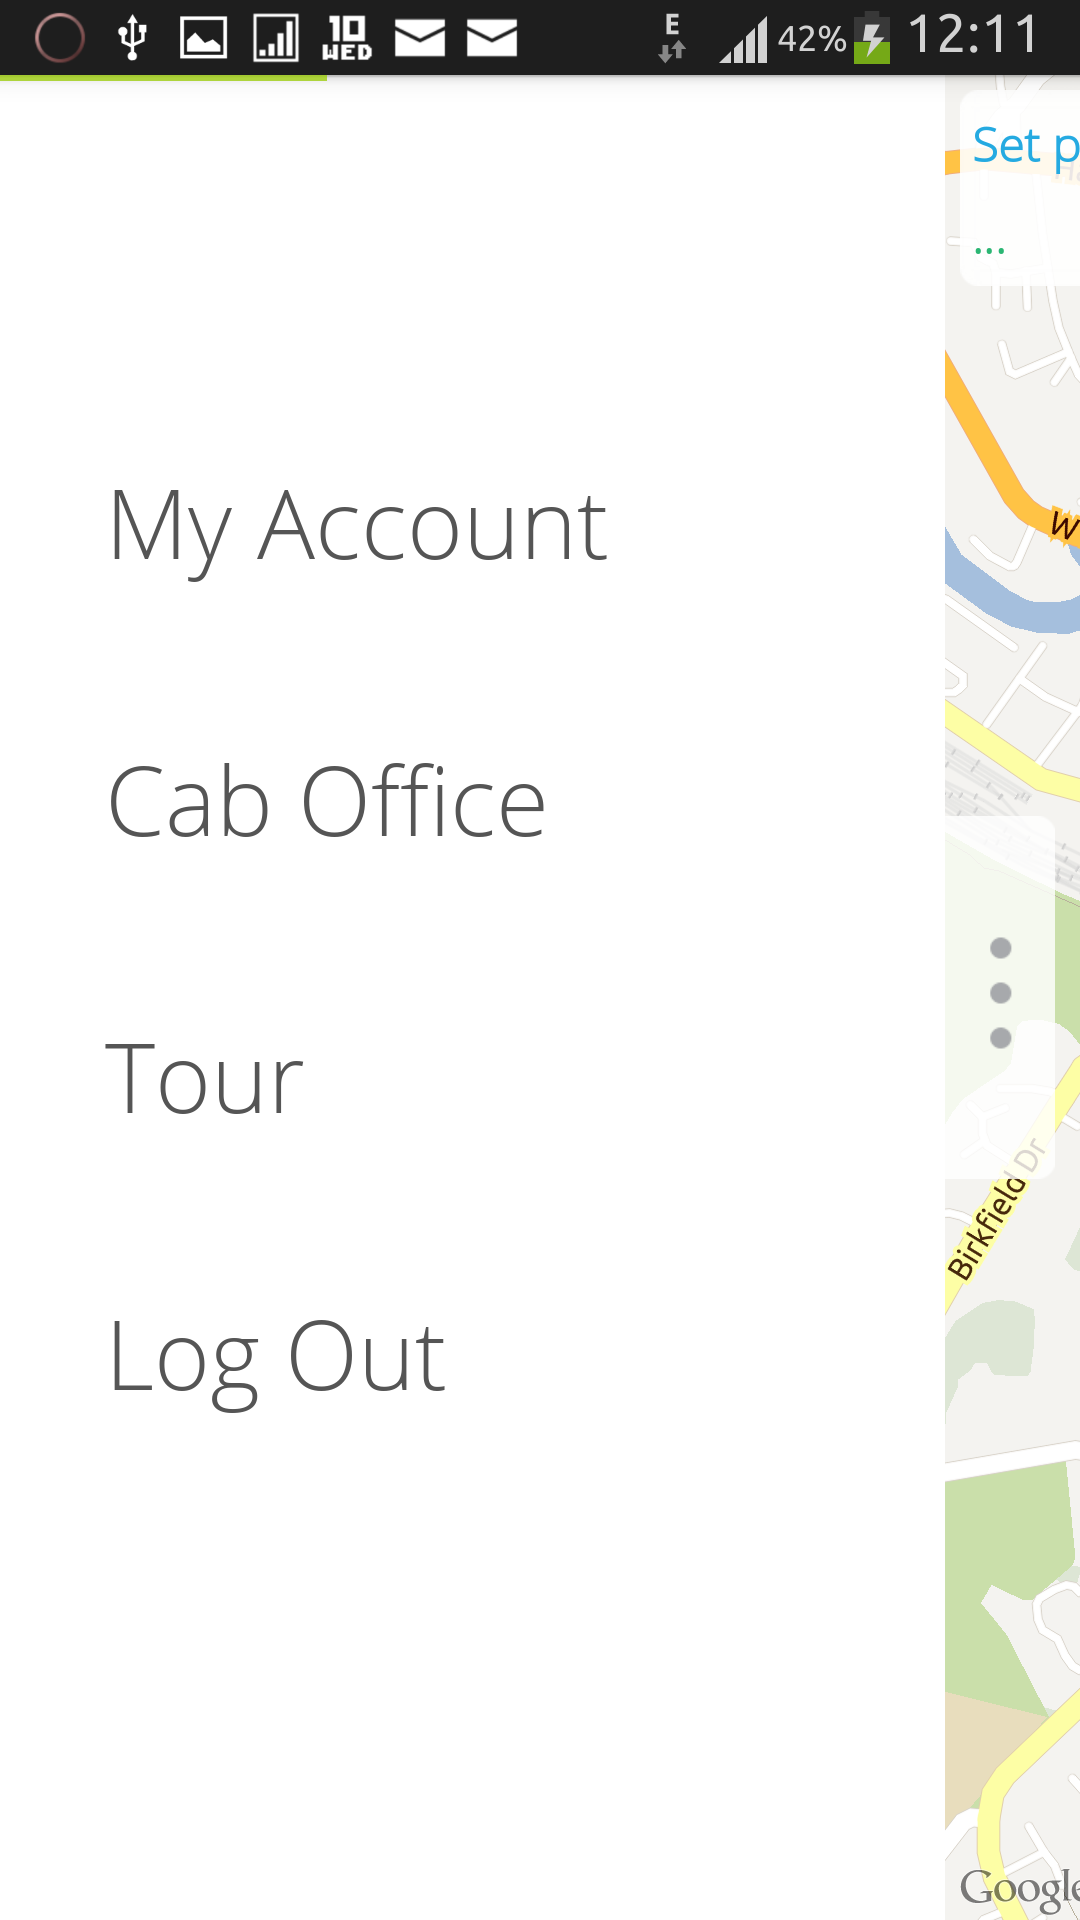 10
WED
E
42%
12:11
Set p
...
My Account
Cab Office
Tour
Log Out
Birkfield Dr
Google